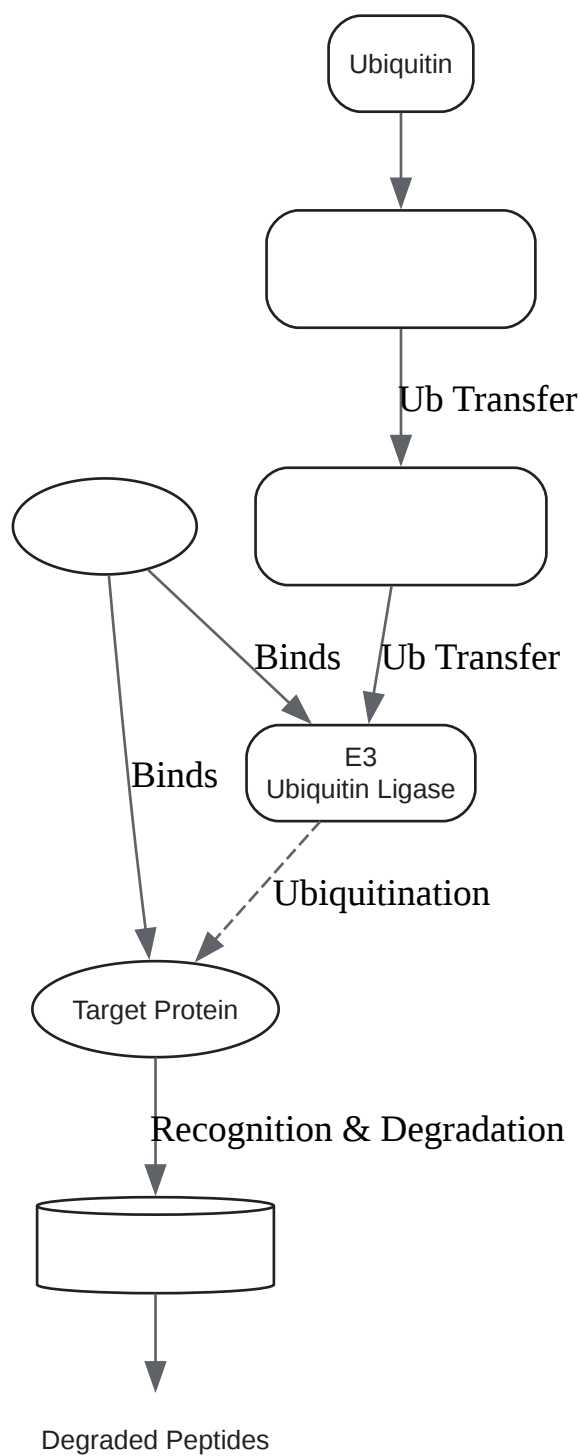 Ubiquitin
Ub Transfer
Binds
Ub Transfer
E3
Ubiquitin Ligase
Binds
Ubiquitination
Target Protein
Recognition & Degradation
Degraded Peptides